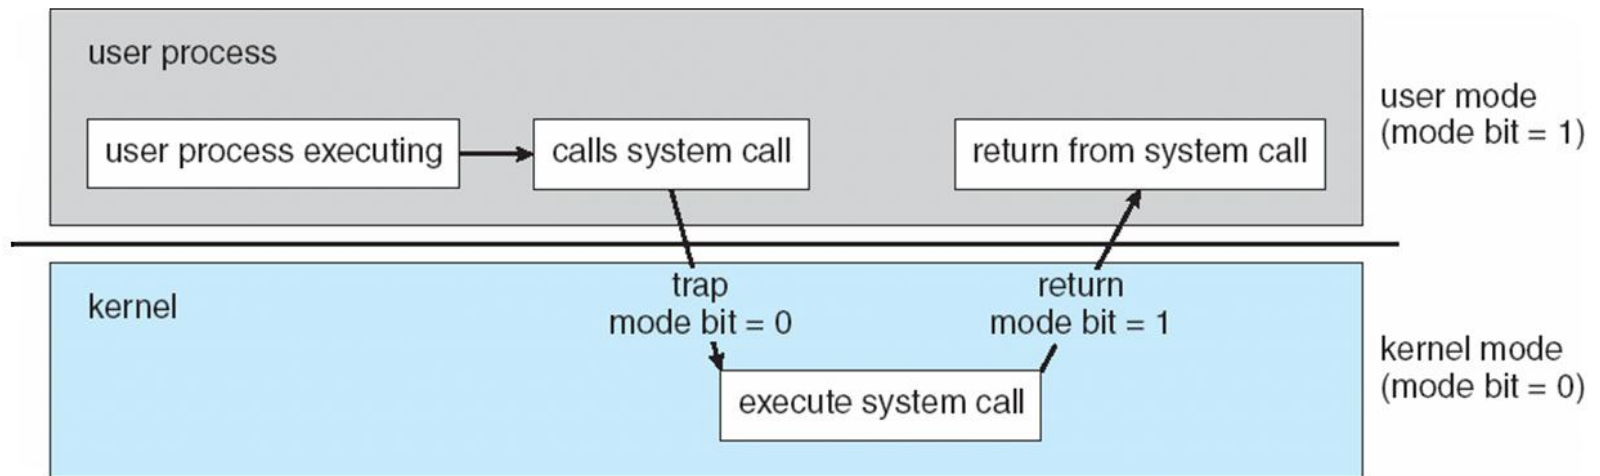 user process
user process executing
calls system call
return from system call
user mode
(mode bit = 1)
kernel
trap
mode bit = 0
return
mode bit = 1
execute system call
kernel mode
(mode bit = 0)